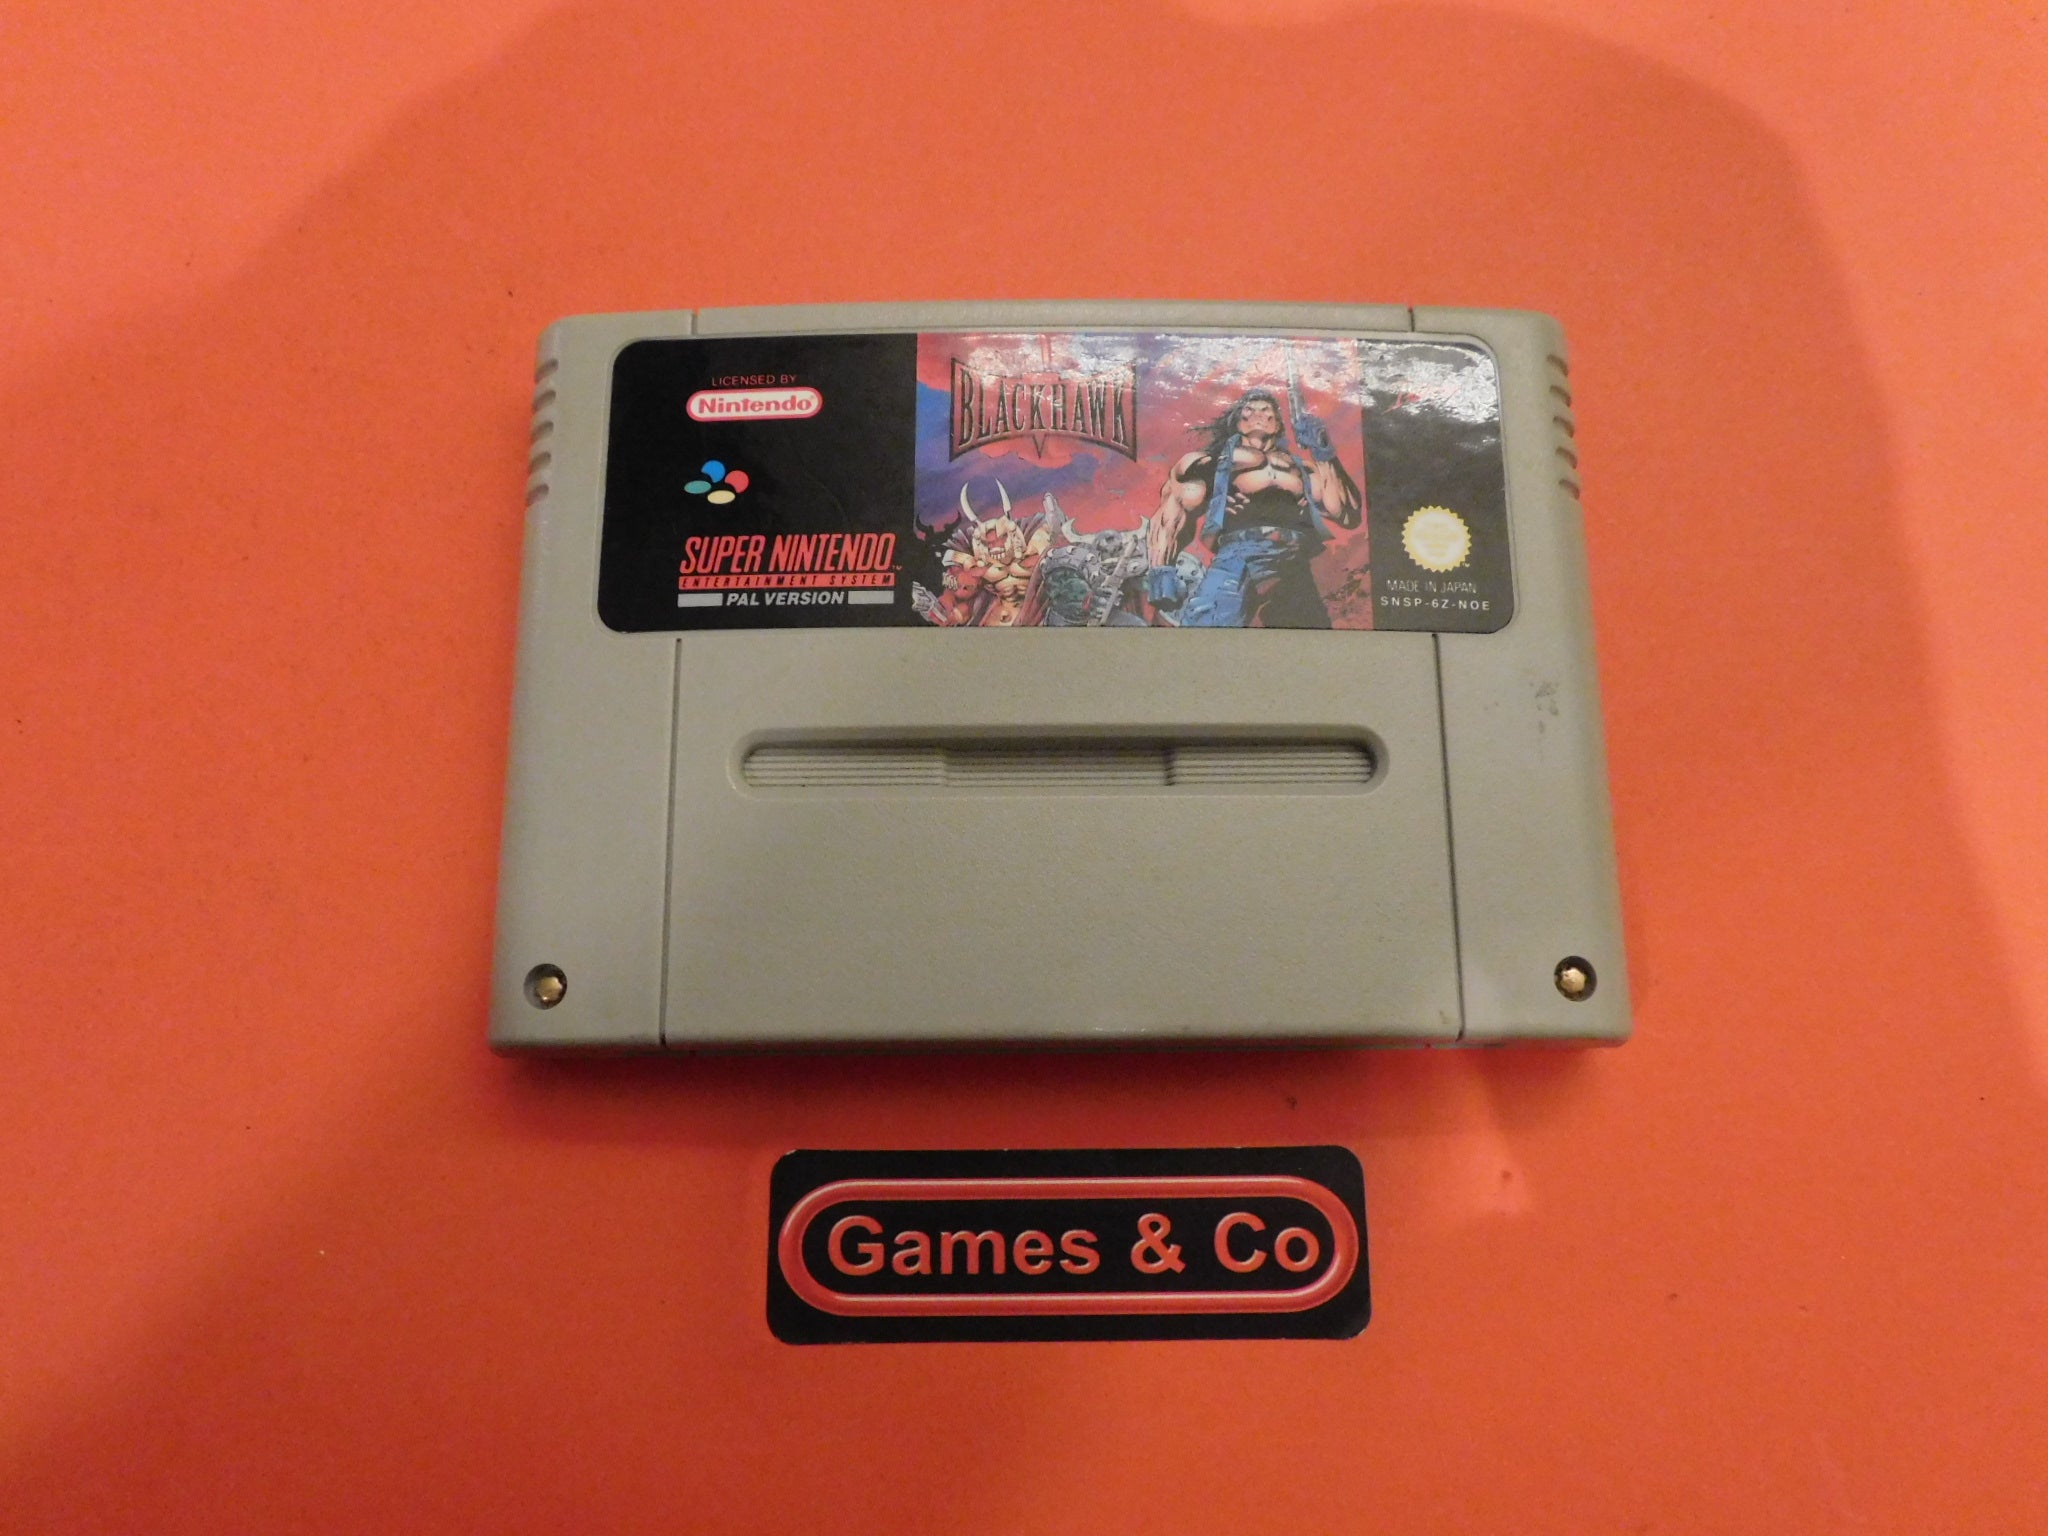 LICENSED BY
Nintendo
SUPER NINTENDO
ENTERTAINMENT SYSTEM
PAL VERSION
BLACKHAWK
MADE IN JAPAN
SNSP-6Z-NOE
Games & Co